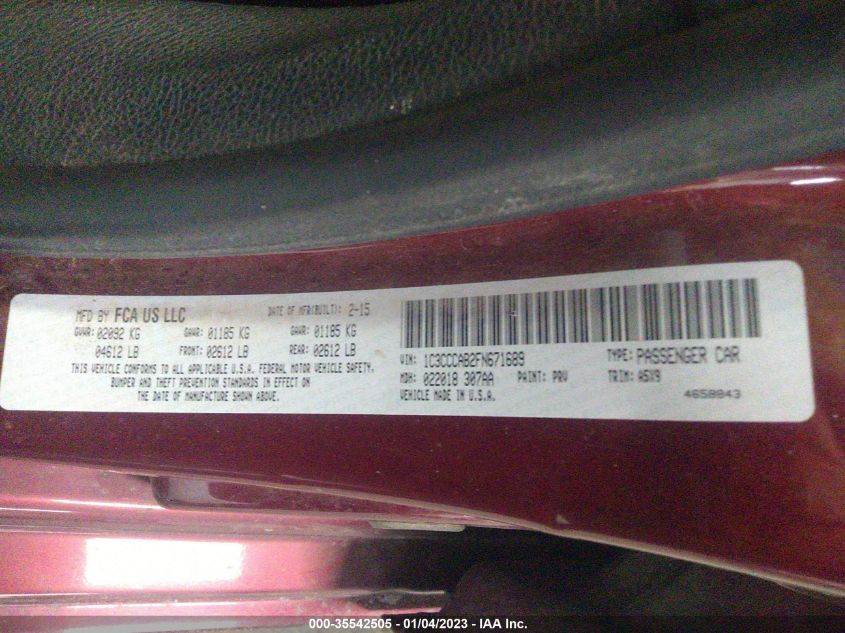 MFD BY FCA US LLC DATE OF MFR(BUILT): 2-15
GVWR: 02092 KG GAWR: 01185 KG GAWR: 01185 KG
04612 LB FRONT: 02612 LB REAR: 02612 LB
THIS VEHICLE CONFORMS TO ALL APPLICABLE U.S.A. FEDERAL MOTOR VEHICLE SAFETY,
BUMPER AND THEFT PREVENTION STANDARDS IN EFFECT ON
THE DATE OF MANUFACTURE SHOWN ABOVE.
VIN: 1C3CCCAB2FN671689 TYPE: PASSENGER CAR
MDH: 022018 307AA PAINT: PRV TRIM: A5X9
VEHICLE MADE IN U.S.A. 4658843
000-35542505 - 01/04/2023 - IAA Inc.